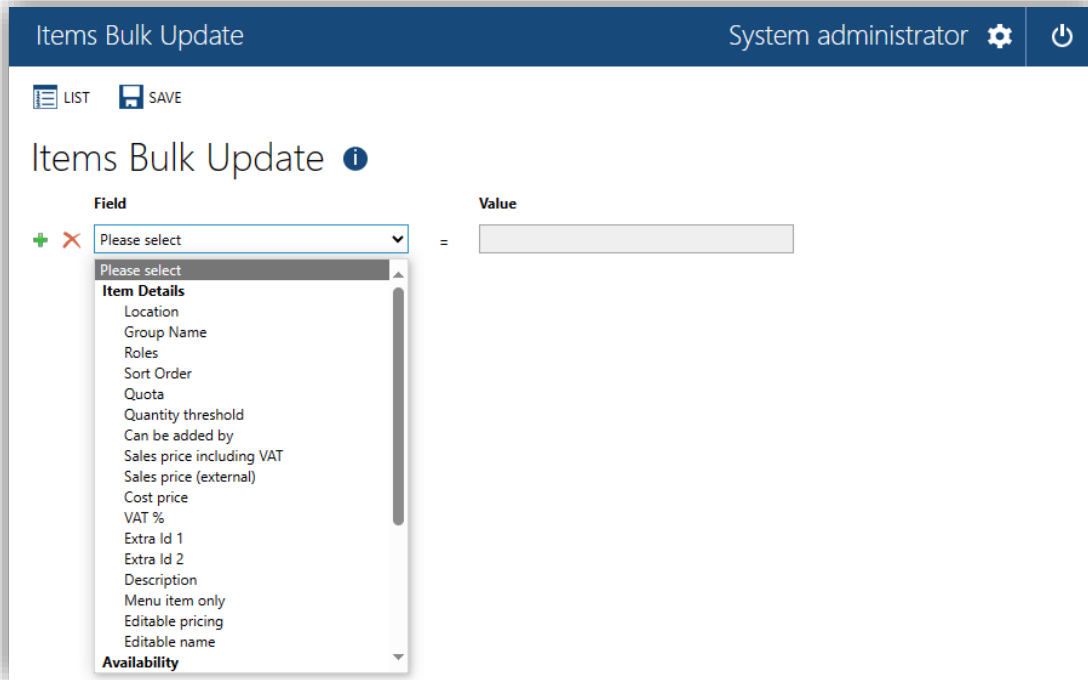 Items Bulk Update System administrator
LIST SAVE
Items Bulk Update i
Field Value
Please select = 
Please select
Item Details
Location
Group Name
Roles
Sort Order
Quota
Quantity threshold
Can be added by
Sales price including VAT
Sales price (external)
Cost price
VAT %
Extra Id 1
Extra Id 2
Description
Menu item only
Editable pricing
Editable name
Availability